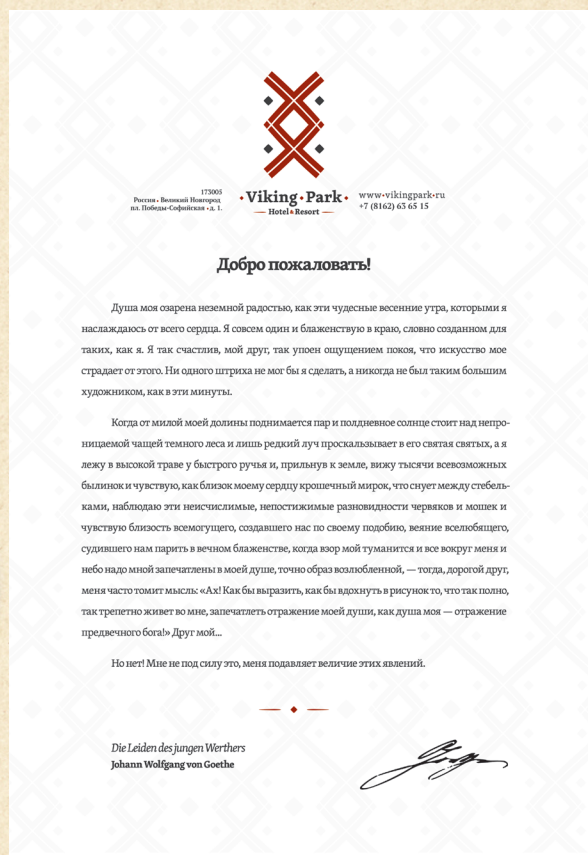 173005
Россия • Великий Новгород
пл. Победы-Софийская • д. 1.
Viking • Park
Hotel & Resort
www•vikingpark•ru
+7 (8162) 63 65 15
Добро пожаловать!
Душа моя озарена неземной радостью, как эти чудесные весенние утра, которыми я
наслаждаюсь от всего сердца. Я совсем один и блаженствую в краю, словно созданном для
таких, как я. Я так счастлив, мой друг, так упоен ощущением покоя, что искусство мое
страдает от этого. Ни одного штриха не мог бы я сделать, а никогда не был таким большим
художником, как в эти минуты.
Когда от милой моей долины поднимается пар и полдневное солнце стоит над непро-
ницаемой чащей темного леса и лишь редкий луч проскальзывает в его святая святых, а я
лежу в высокой траве у быстрого ручья и, прильнув к земле, вижу тысячи всевозможных
былинок и чувствую, как близок моему сердцу крошечный мирок, что снует между стебель-
ками, наблюдаю эти неисчислимые, непостижимые разновидности червяков и мошек и
чувствую близость всемогущего, создавшего нас по своему подобию, веяние вселюбящего,
судившего нам парить в вечном блаженстве, когда взор мой туманится и все вокруг меня и
небо надо мной запечатлены в моей душе, точно образ возлюбленной, — тогда, дорогой друг,
меня часто томит мысль: «Ах! Как бы выразить, как бы вдохнуть в рисунок то, что так полно,
так трепетно живет во мне, запечатлеть отражение моей души, как душа моя — отражение
предвечного бога!» Друг мой...
Но нет! Мне не под силу это, меня подавляет величие этих явлений.
Die Leiden des jungen Werthers
Johann Wolfgang von Goethe